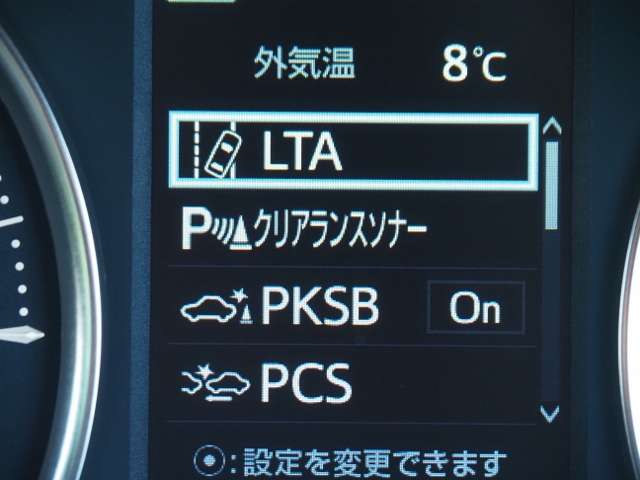 外気温 8℃
LTA
Pクリアランスソナー
PKSB On
PCS
⦿:設定を変更できます